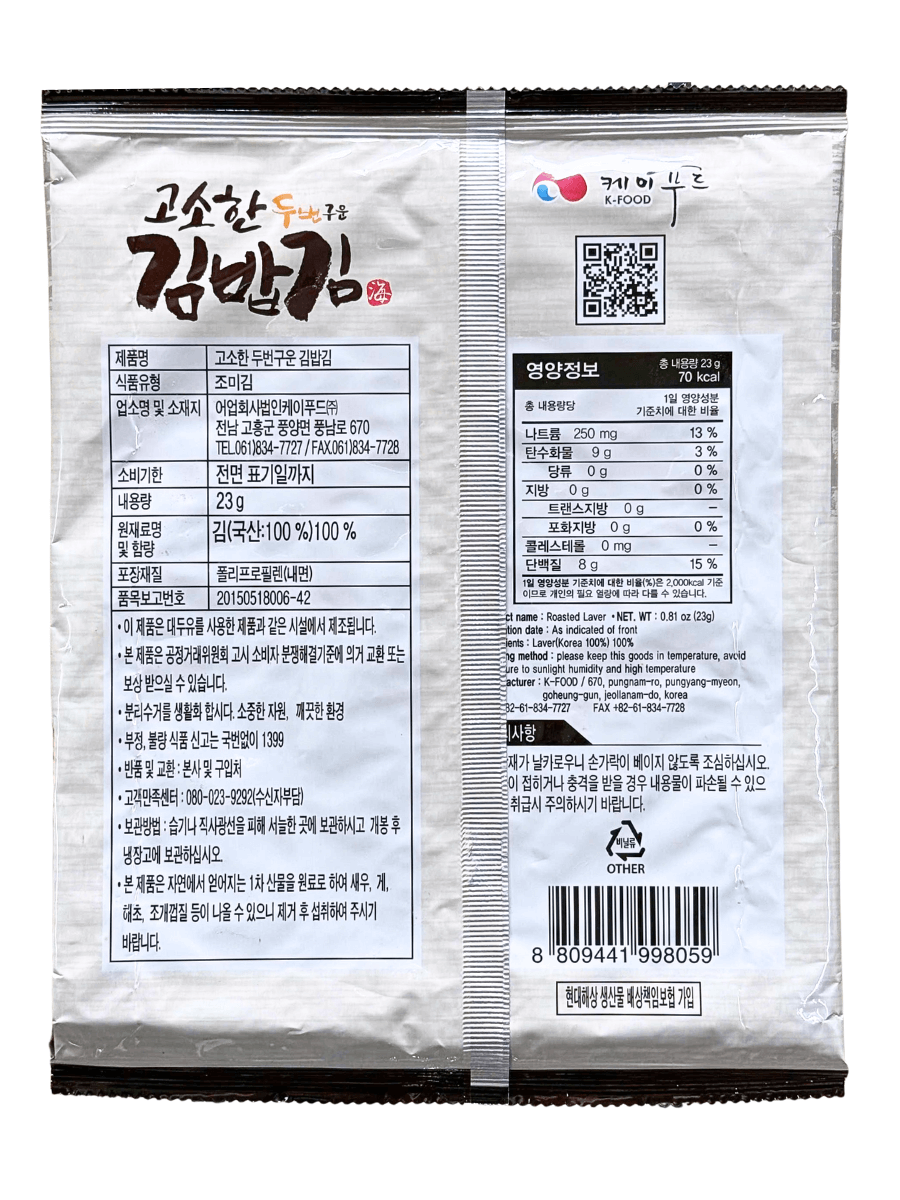 고소한 두번구운
김밥김 海
제품명 고소한 두번구운 김밥김
식품유형 조미김
업소명 및 소재지 어업회사법인케이푸드㈜
전남 고흥군 풍양면 풍남로 670
TEL.061)834-7727 / FAX.061)834-7728
소비기한 전면 표기일까지
내용량 23 g
원재료명 및 함량 김(국산:100 %)100 %
포장재질 폴리프로필렌(내면)
품목보고번호 20150518006-42
• 이 제품은 대두유를 사용한 제품과 같은 시설에서 제조됩니다.
• 본 제품은 공정거래위원회 고시 소비자 분쟁해결기준에 의거 교환 또는
보상 받으실 수 있습니다.
• 분리수거를 생활화 합시다. 소중한 자원, 깨끗한 환경
• 부정, 불량 식품 신고는 국번없이 1399
• 반품 및 교환 : 본사 및 구입처
• 고객만족센터 : 080-023-9292(수신자부담)
• 보관방법 : 습기나 직사광선을 피해 서늘한 곳에 보관하시고 개봉 후
냉장고에 보관하십시오.
• 본 제품은 자연에서 얻어지는 1차 산물을 원료로 하여 새우, 게,
해초, 조개껍질 등이 나올 수 있으니 제거 후 섭취하여 주시기
바랍니다.
케이푸드
K-FOOD
영양정보 총 내용량 23 g
70 kcal
총 내용량당 1일 영양성분
기준치에 대한 비율
나트륨 250 mg 13 %
탄수화물 9 g 3 %
당류 0 g 0 %
지방 0 g 0 %
트랜스지방 0 g –
포화지방 0 g 0 %
콜레스테롤 0 mg –
단백질 8 g 15 %
1일 영양성분 기준치에 대한 비율(%)은 2,000kcal 기준
이므로 개인의 필요 열량에 따라 다를 수 있습니다.
ct name : Roasted Laver • NET. WT : 0.81 oz (23g)
tion date : As indicated of front
ents : Laver(Korea 100%) 100%
ng method : please keep this goods in temperature, avoid
ure to sunlight humidity and high temperature
acturer : K-FOOD / 670, pungnam-ro, pungyang-myeon,
goheung-gun, jeollanam-do, korea
82-61-834-7727 FAX +82-61-834-7728
사항
재가 날카로우니 손가락이 베이지 않도록 조심하십시오.
이 접히거나 충격을 받을 경우 내용물이 파손될 수 있으
취급시 주의하시기 바랍니다.
비닐류
OTHER
8 809441 998059
현대해상 생산물 배상책임보험 가입